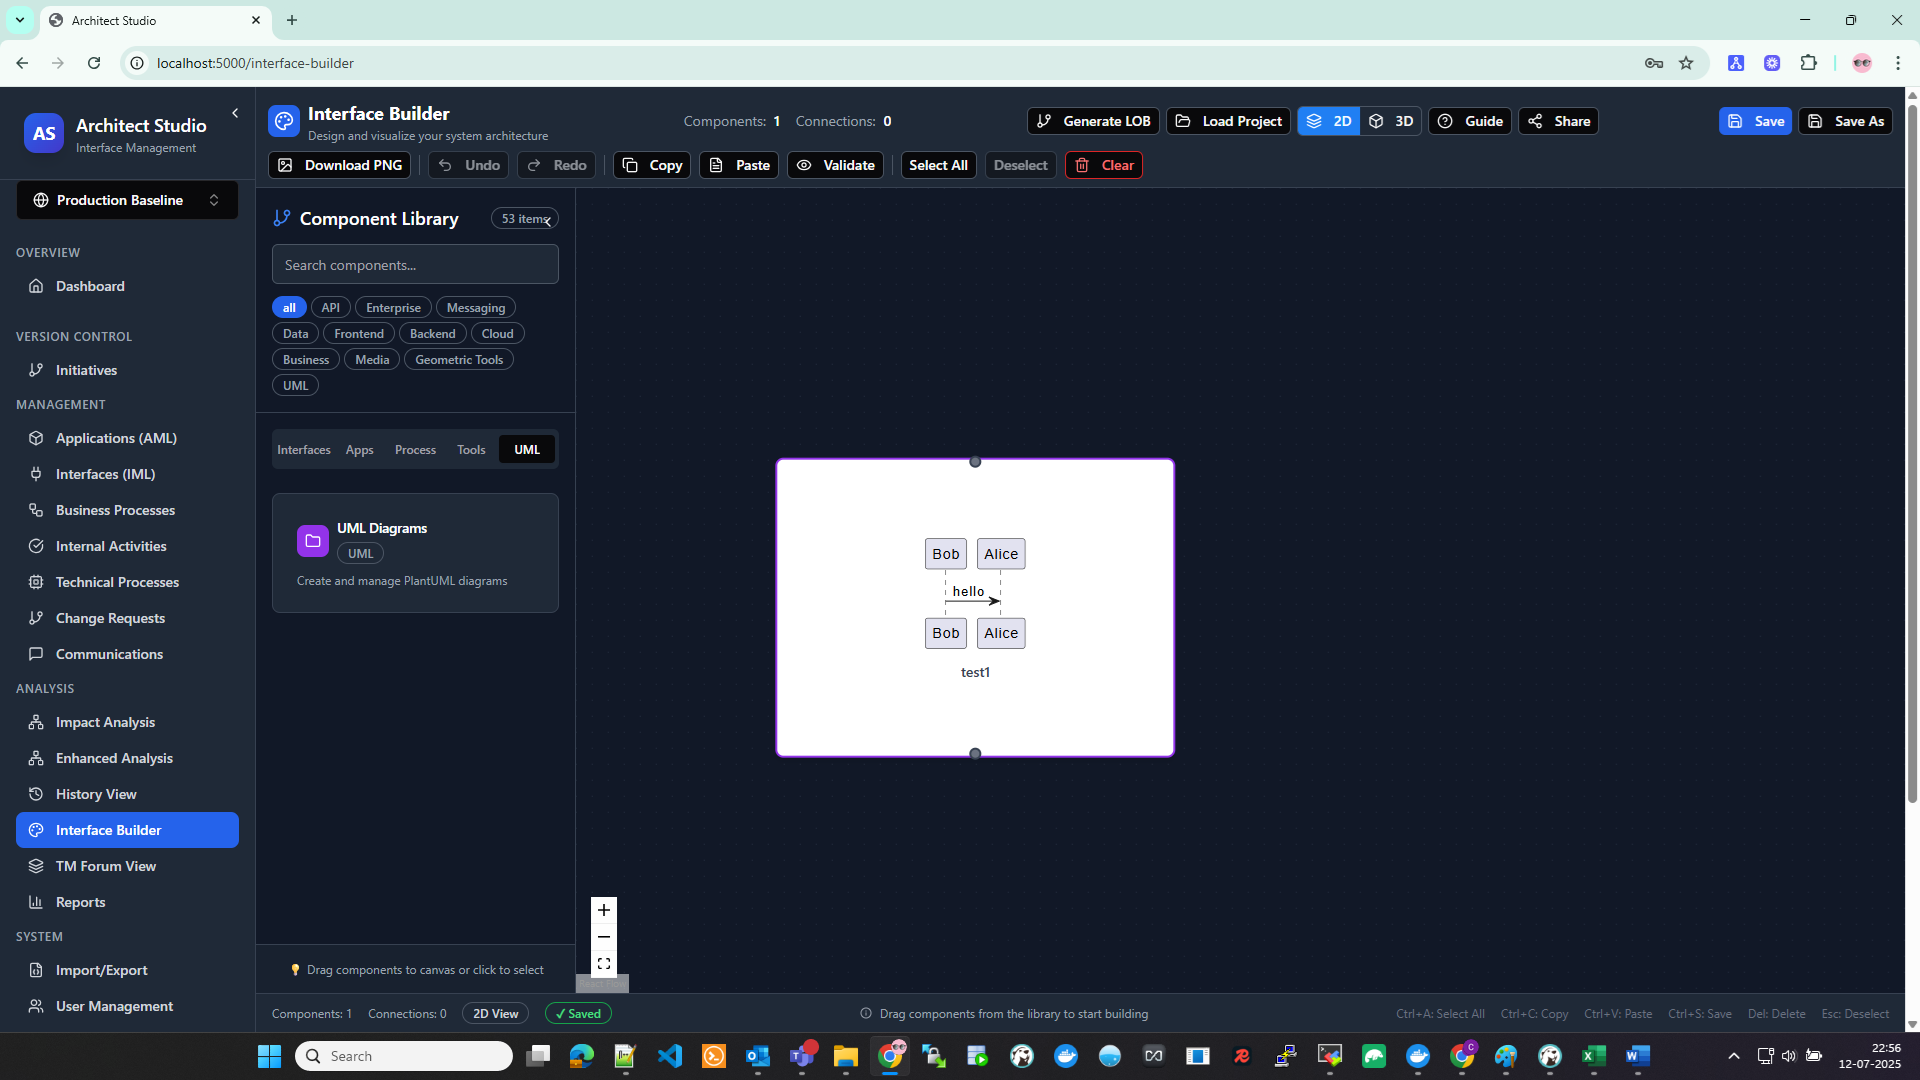 Architect Studio
localhost:5000/interface-builder
AS
Architect Studio
Interface Management
Production Baseline
OVERVIEW
Dashboard
VERSION CONTROL
Initiatives
MANAGEMENT
Applications (AML)
Interfaces (IML)
Business Processes
Internal Activities
Technical Processes
Change Requests
Communications
ANALYSIS
Impact Analysis
Enhanced Analysis
History View
Interface Builder
TM Forum View
Reports
SYSTEM
Import/Export
User Management
Interface Builder
Design and visualize your system architecture
Components: 1 Connections: 0
Generate LOB Load Project 2D 3D Guide Share Save Save As
Download PNG Undo Redo Copy Paste Validate Select All Deselect Clear
Component Library 53 items
Search components...
all API Enterprise Messaging
Data Frontend Backend Cloud
Business Media Geometric Tools
UML
Interfaces Apps Process Tools UML
UML Diagrams
UML
Create and manage PlantUML diagrams
💡 Drag components to canvas or click to select
Bob Alice
hello
Bob Alice
test1
Components: 1 Connections: 0 2D View ✓ Saved
Drag components from the library to start building
Ctrl+A: Select All Ctrl+C: Copy Ctrl+V: Paste Ctrl+S: Save Del: Delete Esc: Deselect
Search
22:56
12-07-2025